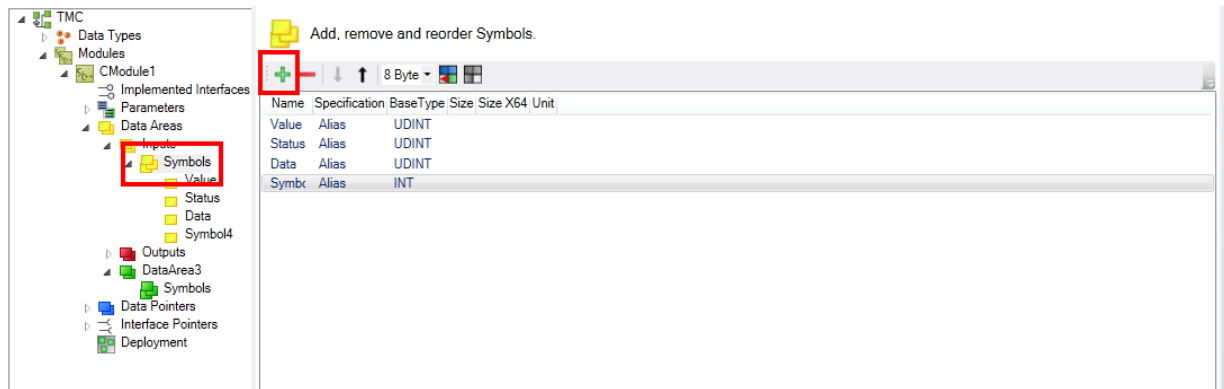 TMC
Data Types
Modules
CModule1
Implemented Interfaces
Parameters
Data Areas
Inputs
Symbols
Value
Status
Data
Symbol4
Outputs
DataArea3
Symbols
Data Pointers
Interface Pointers
Deployment
Add, remove and reorder Symbols.
8 Byte
Name Specification BaseType Size Size X64 Unit
Value Alias UDINT
Status Alias UDINT
Data Alias UDINT
Symbc Alias INT